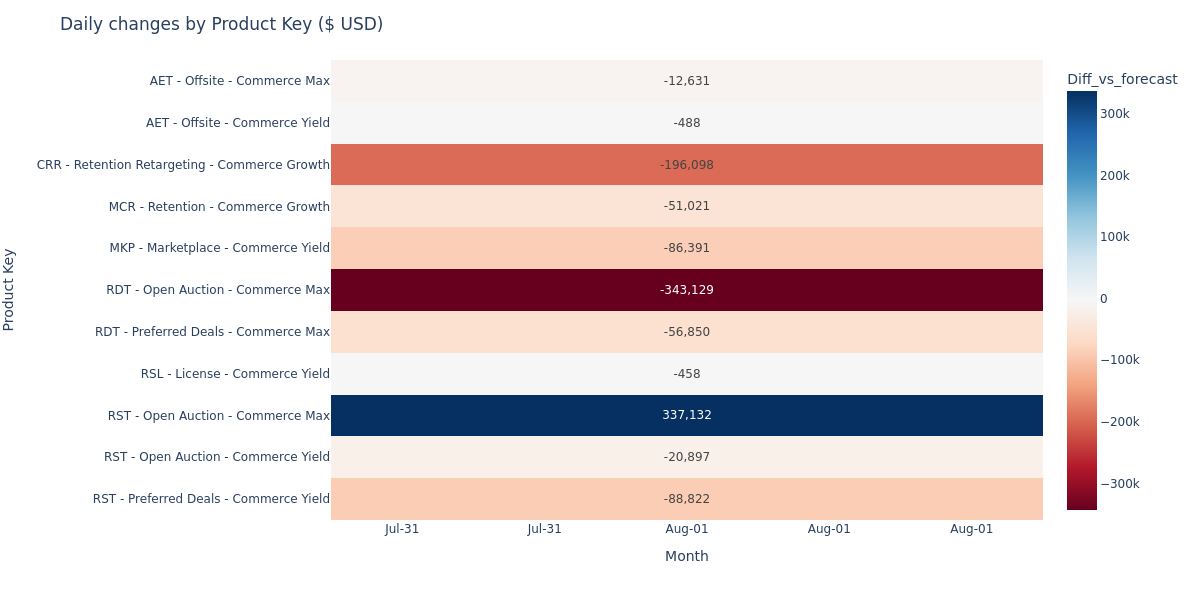 Daily changes by Product Key ($ USD)
Product Key
AET - Offsite - Commerce Max -12,631
AET - Offsite - Commerce Yield -488
CRR - Retention Retargeting - Commerce Growth -196,098
MCR - Retention - Commerce Growth -51,021
MKP - Marketplace - Commerce Yield -86,391
RDT - Open Auction - Commerce Max -343,129
RDT - Preferred Deals - Commerce Max -56,850
RSL - License - Commerce Yield -458
RST - Open Auction - Commerce Max 337,132
RST - Open Auction - Commerce Yield -20,897
RST - Preferred Deals - Commerce Yield -88,822
Jul-31 Jul-31 Aug-01 Aug-01 Aug-01
Month
Diff_vs_forecast
300k
200k
100k
0
−100k
−200k
−300k